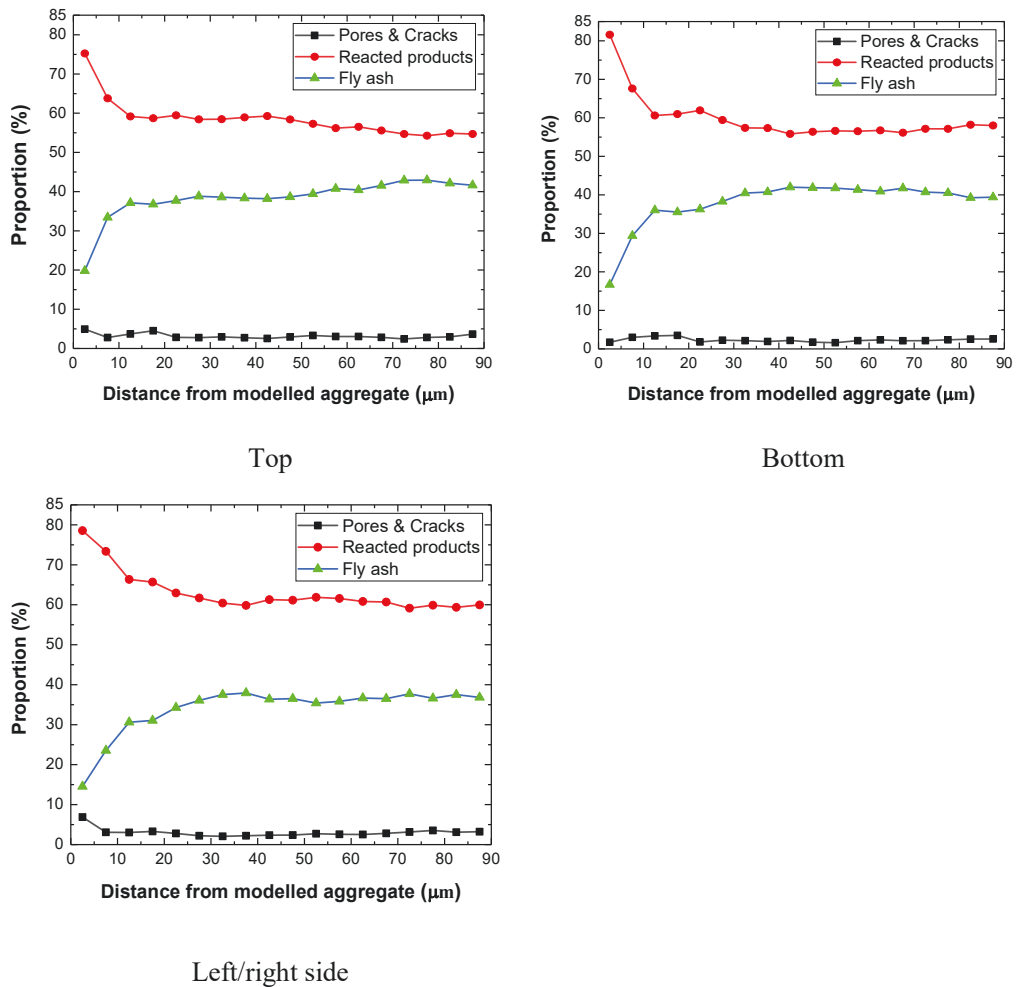 85
80
70
60
50
40
30
20
10
0
Proportion (%)
Pores & Cracks
Reacted products
Fly ash
0 10 20 30 40 50 60 70 80 90
Distance from modelled aggregate (μm)
Top
85
80
70
60
50
40
30
20
10
0
Proportion (%)
Pores & Cracks
Reacted products
Fly ash
0 10 20 30 40 50 60 70 80 90
Distance from modelled aggregate (μm)
Bottom
85
80
70
60
50
40
30
20
10
0
Proportion (%)
Pores & Cracks
Reacted products
Fly ash
0 10 20 30 40 50 60 70 80 90
Distance from modelled aggregate (μm)
Left/right side